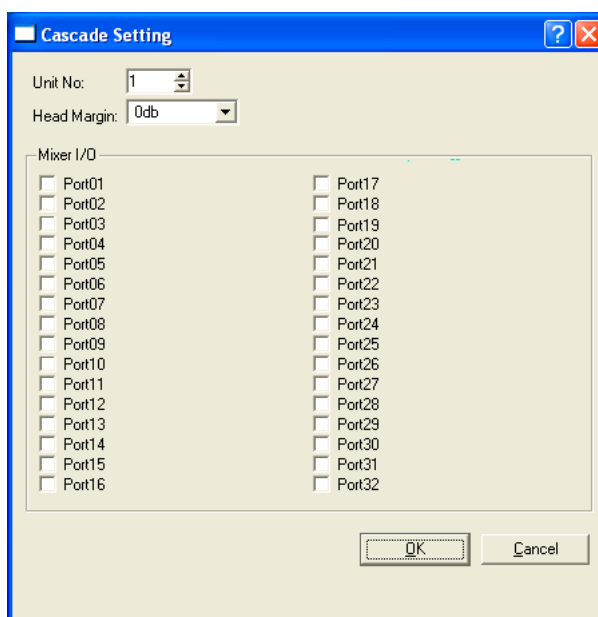 Cascade Setting
Unit No: 1
Head Margin: 0db
Mixer I/O
Port01
Port02
Port03
Port04
Port05
Port06
Port07
Port08
Port09
Port10
Port11
Port12
Port13
Port14
Port15
Port16
Port17
Port18
Port19
Port20
Port21
Port22
Port23
Port24
Port25
Port26
Port27
Port28
Port29
Port30
Port31
Port32
OK Cancel